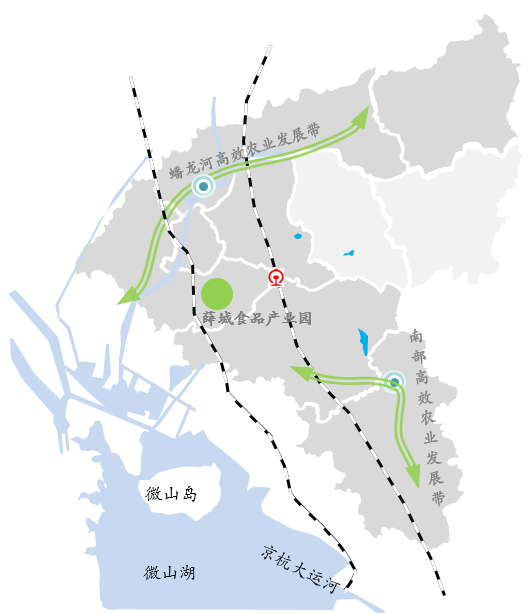 蟠龙河高效农业发展带
薛城食品产业园
南部高效农业发展带
微山岛
京杭大运河
微山湖